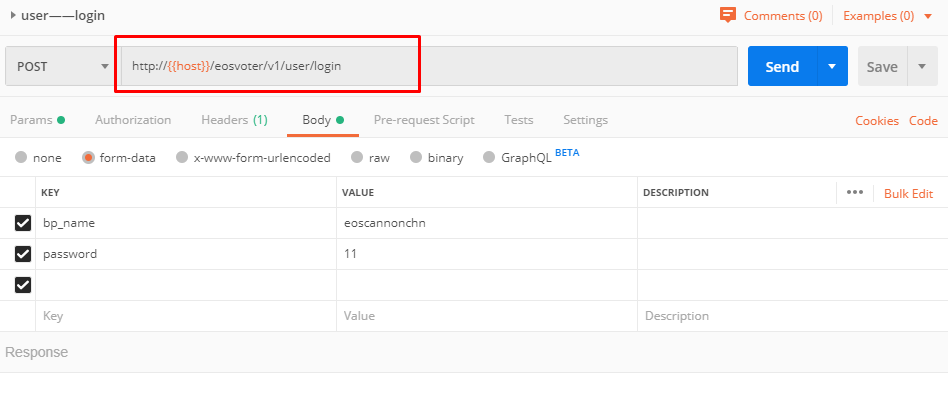 user——login Comments (0) Examples (0)
POST http://{{host}}/eosvoter/v1/user/login Send Save
Params Authorization Headers (1) Body Pre-request Script Tests Settings Cookies Code
none form-data x-www-form-urlencoded raw binary GraphQL BETA
KEY VALUE DESCRIPTION ••• Bulk Edit
bp_name eoscannonchn
password 11
Key Value Description
Response